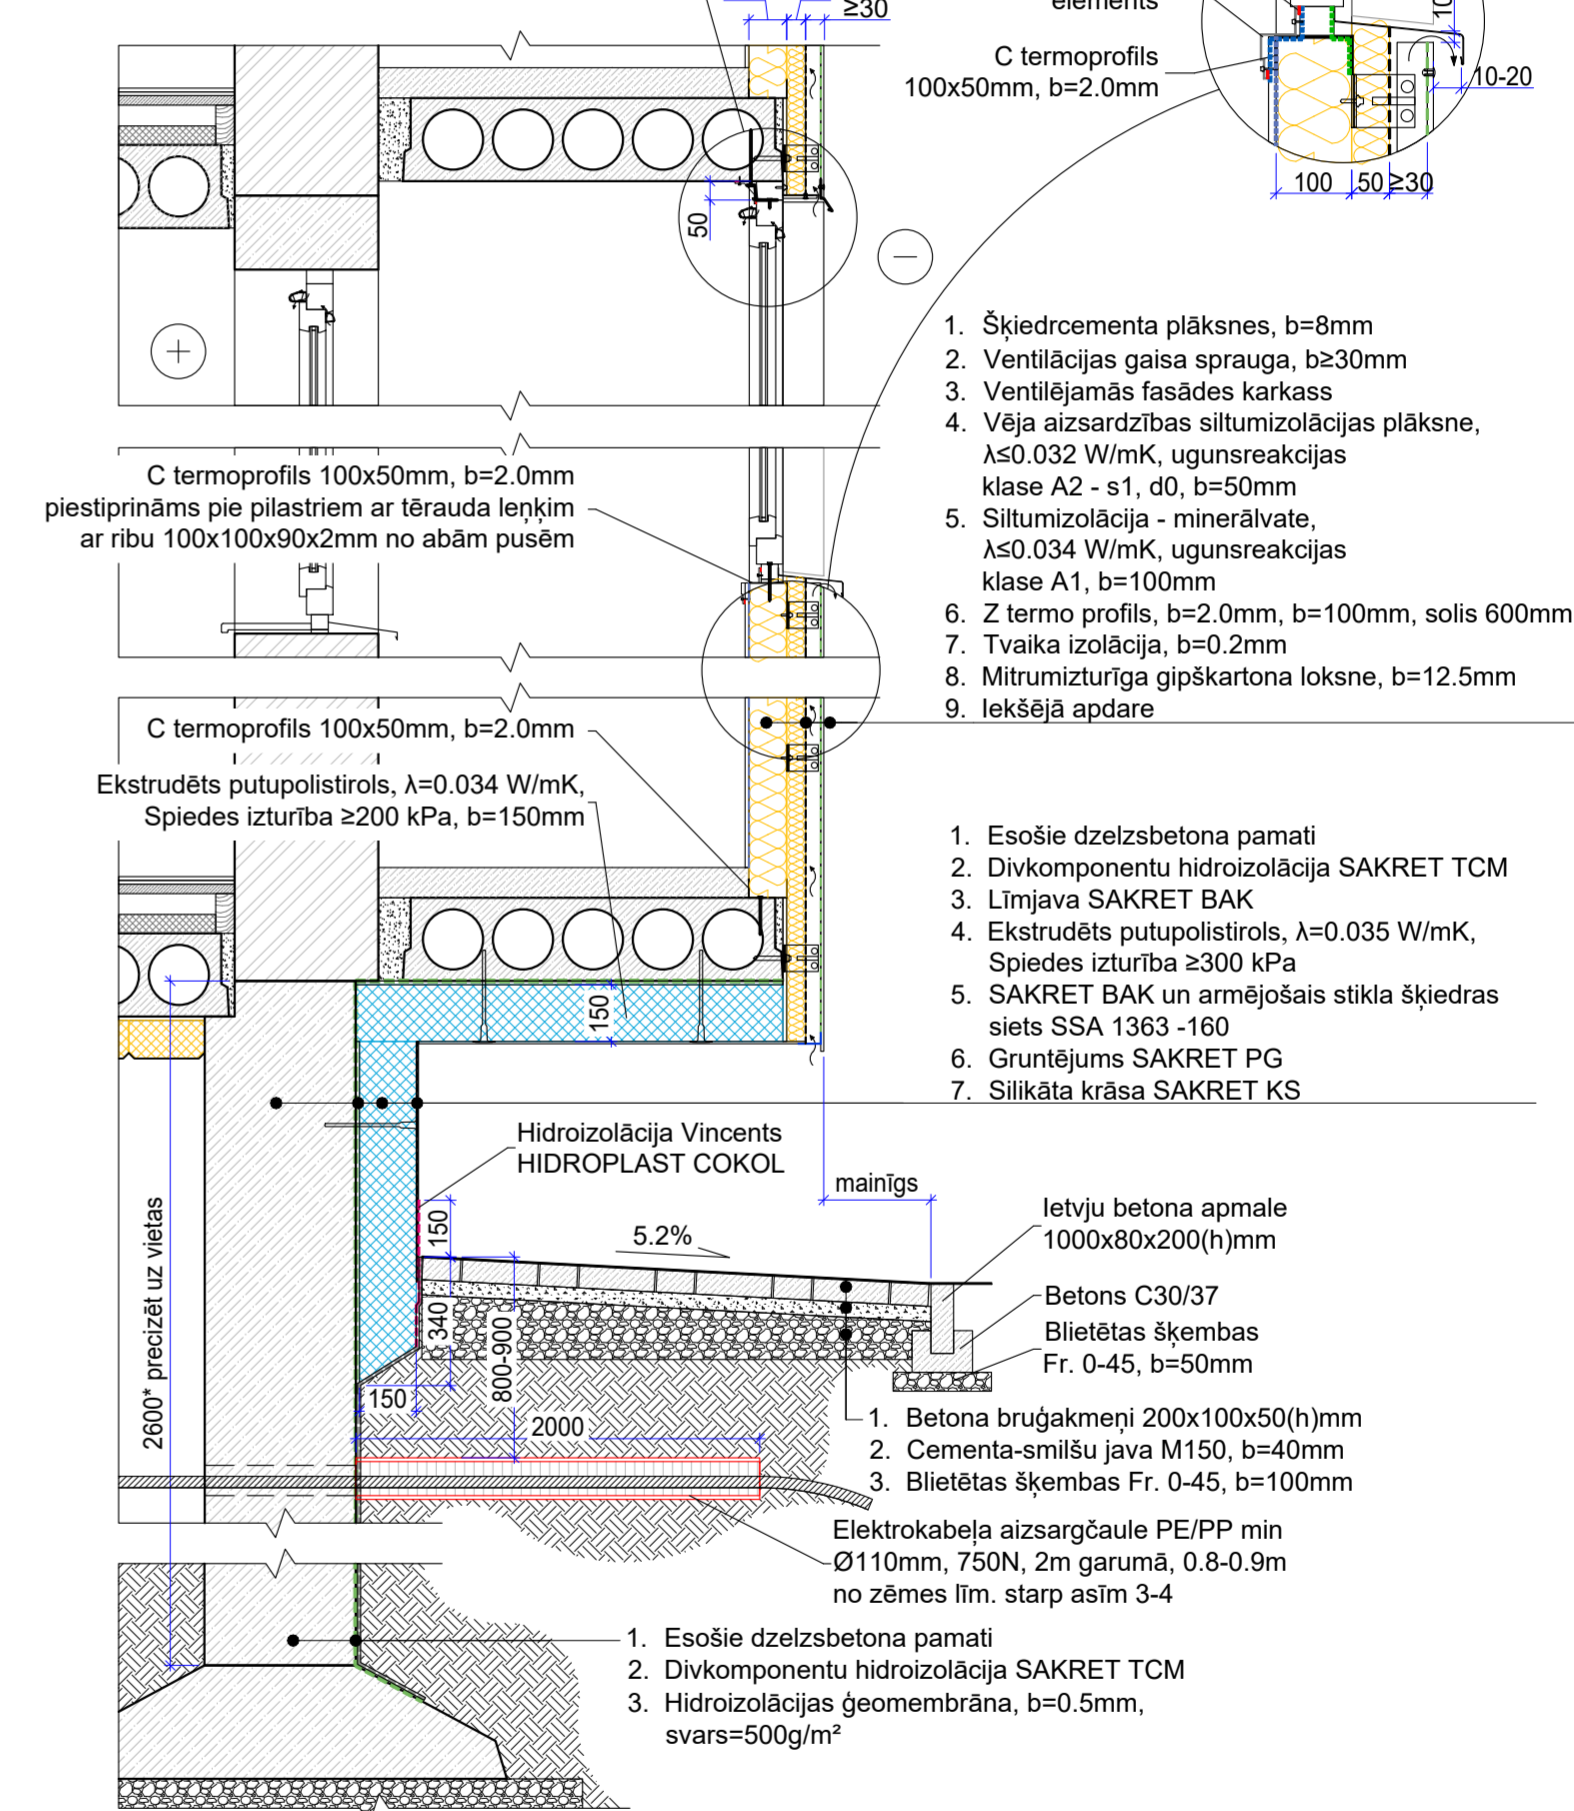 ≥30
elements
C termoprofils
100x50mm, b=2.0mm
10
10-20
100
50
≥30
50
1. Šķiedrcementa plāksnes, b=8mm
2. Ventilācijas gaisa sprauga, b≥30mm
3. Ventilējamās fasādes karkass
4. Vēja aizsardzības siltumizolācijas plāksne,
λ≤0.032 W/mK, ugunsreakcijas
klase A2 - s1, d0, b=50mm
5. Siltumizolācija - minerālvate,
λ≤0.034 W/mK, ugunsreakcijas
klase A1, b=100mm
6. Z termo profils, b=2.0mm, b=100mm, solis 600mm
7. Tvaika izolācija, b=0.2mm
8. Mitrumizturīga gipškartona loksne, b=12.5mm
9. Iekšējā apdare
C termoprofils 100x50mm, b=2.0mm
piestiprināms pie pilastriem ar tērauda leņķim
ar ribu 100x100x90x2mm no abām pusēm
C termoprofils 100x50mm, b=2.0mm
Ekstrudēts putupolistirols, λ=0.034 W/mK,
Spiedes izturība ≥200 kPa, b=150mm
1. Esošie dzelzsbetona pamati
2. Divkomponentu hidroizolācija SAKRET TCM
3. Līmjava SAKRET BAK
4. Ekstrudēts putupolistirols, λ=0.035 W/mK,
Spiedes izturība ≥300 kPa
5. SAKRET BAK un armējošais stikla šķiedras
siets SSA 1363 -160
6. Gruntējums SAKRET PG
7. Silikāta krāsa SAKRET KS
150
Hidroizolācija Vincents
HIDROPLAST COKOL
mainīgs
150
5.2%
Ietvju betona apmale
1000x80x200(h)mm
Betons C30/37
Blietētas šķembas
Fr. 0-45, b=50mm
340
800-900
150
2000
2600* precizēt uz vietas
1. Betona bruģakmeņi 200x100x50(h)mm
2. Cementa-smilšu java M150, b=40mm
3. Blietētas šķembas Fr. 0-45, b=100mm
Elektrokabeļa aizsargčaule PE/PP min
Ø110mm, 750N, 2m garumā, 0.8-0.9m
no zēmes līm. starp asīm 3-4
1. Esošie dzelzsbetona pamati
2. Divkomponentu hidroizolācija SAKRET TCM
3. Hidroizolācijas ģeomembrāna, b=0.5mm,
svars=500g/m²